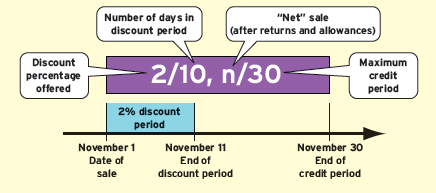 Number of days in
discount period
“Net” sale
(after returns and allowances)
Discount
percentage
offered
2/10, n/30
Maximum
credit
period
2% discount
period
November 1
Date of
sale
November 11
End of
discount period
November 30
End of
credit period